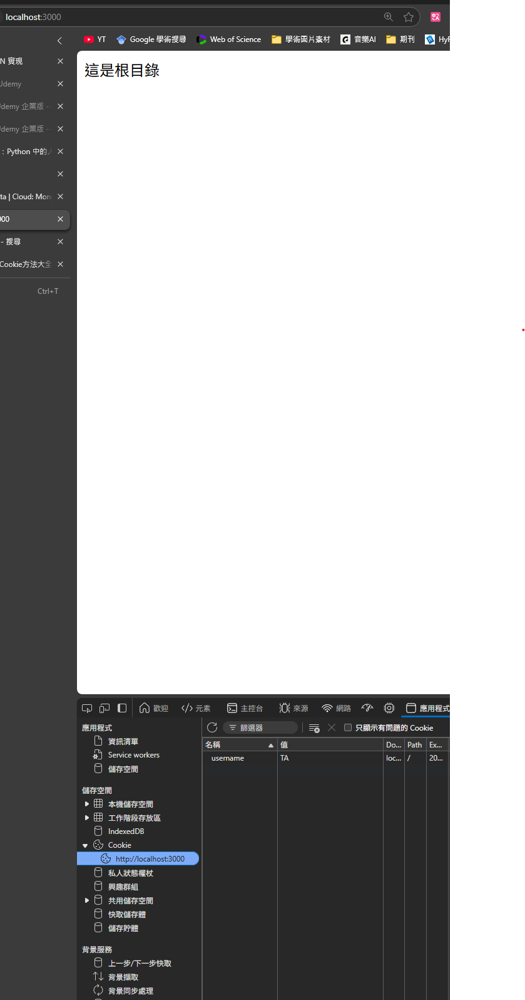 localhost:3000
YT
Google 學術搜尋
Web of Science
學術圖片素材
音樂AI
期刊
N 實現
Udemy
Udemy 企業版 -
Udemy 企業版 -
: Python 中的
ta | Cloud: Mon
000
- 搜尋
Cookie方法大全
Ctrl+T
這是根目錄
歡迎
元素
主控台
來源
網路
應用程式
應用程式
資訊清單
Service workers
儲存空間
儲存空間
本機儲存空間
工作階段存放區
IndexedDB
Cookie
http://localhost:3000
私人狀態權杖
興趣群組
共用儲存空間
快取儲存體
儲存貯體
背景服務
上一步/下一步快取
背景擷取
背景同步處理
篩選器
只顯示有問題的 Cookie
名稱 值 Do... Path Ex...
username TA loc... / 20...